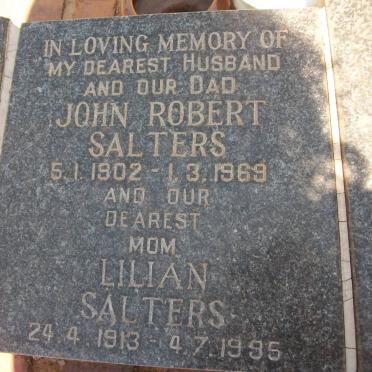 IN LOVING MEMORY OF
MY DEAREST HUSBAND
AND OUR DAD
JOHN ROBERT
SALTERS
5.1.1902 - 1.3.1969
AND OUR
DEAREST
MOM
LILIAN
SALTERS
24.4.1913 - 4.7.1995